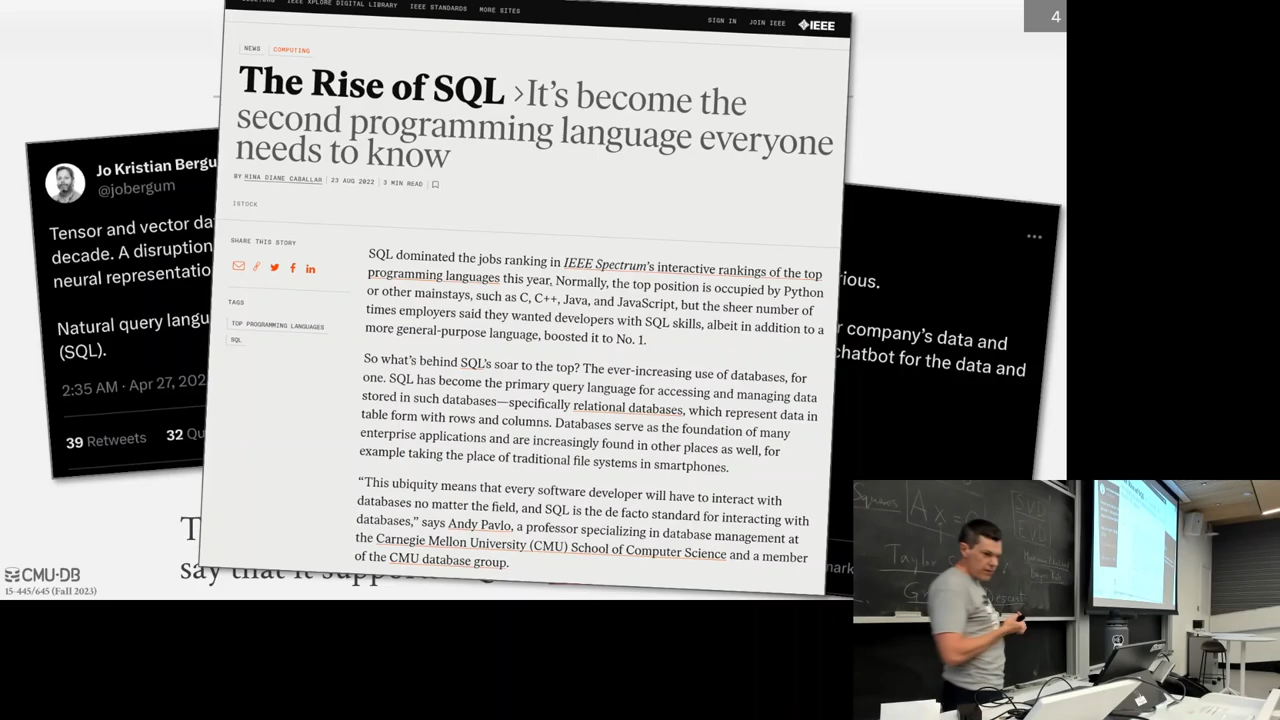 IEEE XPLORE DIGITAL LIBRARY IEEE STANDARDS MORE SITES
SIGN IN JOIN IEEE IEEE
4
NEWS COMPUTING
The Rise of SQL ›It’s become the
second programming language everyone
needs to know
BY RINA DIANE CABALLAR 23 AUG 2022 3 MIN READ
ISTOCK
SHARE THIS STORY
TAGS
TOP PROGRAMMING LANGUAGES
SQL
SQL dominated the jobs ranking in IEEE Spectrum’s interactive rankings of the top
programming languages this year. Normally, the top position is occupied by Python
or other mainstays, such as C, C++, Java, and JavaScript, but the sheer number of
times employers said they wanted developers with SQL skills, albeit in addition to a
more general-purpose language, boosted it to No. 1.
So what’s behind SQL’s soar to the top? The ever-increasing use of databases, for
one. SQL has become the primary query language for accessing and managing data
stored in such databases—specifically relational databases, which represent data in
table form with rows and columns. Databases serve as the foundation of many
enterprise applications and are increasingly found in other places as well, for
example taking the place of traditional file systems in smartphones.
“This ubiquity means that every software developer will have to interact with
databases no matter the field, and SQL is the de facto standard for interacting with
databases,” says Andy Pavlo, a professor specializing in database management at
the Carnegie Mellon University (CMU) School of Computer Science and a member
of the CMU database group.
Jo Kristian Bergu
@jobergum
Tensor and vector da
decade. A disruption
neural representatio
Natural query langu
(SQL).
2:35 AM · Apr 27, 202
39 Retweets 32 Qu
ious.
r company’s data and
chatbot for the data and
mark
T
say that it support
CMU·DB
15-445/645 (Fall 2023)
Squares
Ax
SVD
EVD
Taylor